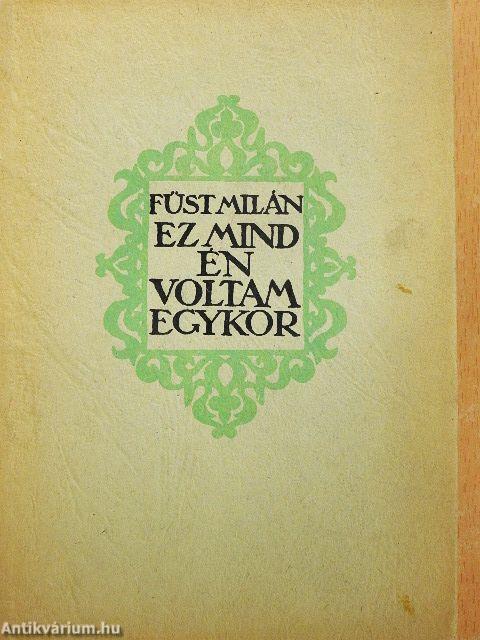 FÜST MILÁN
EZ MIND
ÉN
VOLTAM
EGYKOR
Antikvárium.hu